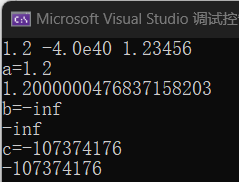 Microsoft Visual Studio 调试控
1.2 -4.0e40 1.23456
a=1.2
1.2000000476837158203
b=-inf
-inf
c=-107374176
-107374176